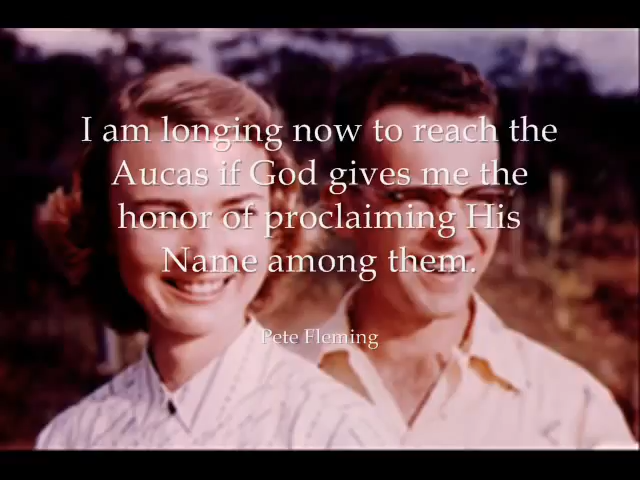 I am longing now to reach the
Aucas if God gives me the
honor of proclaiming His
Name among them.
Pete Fleming